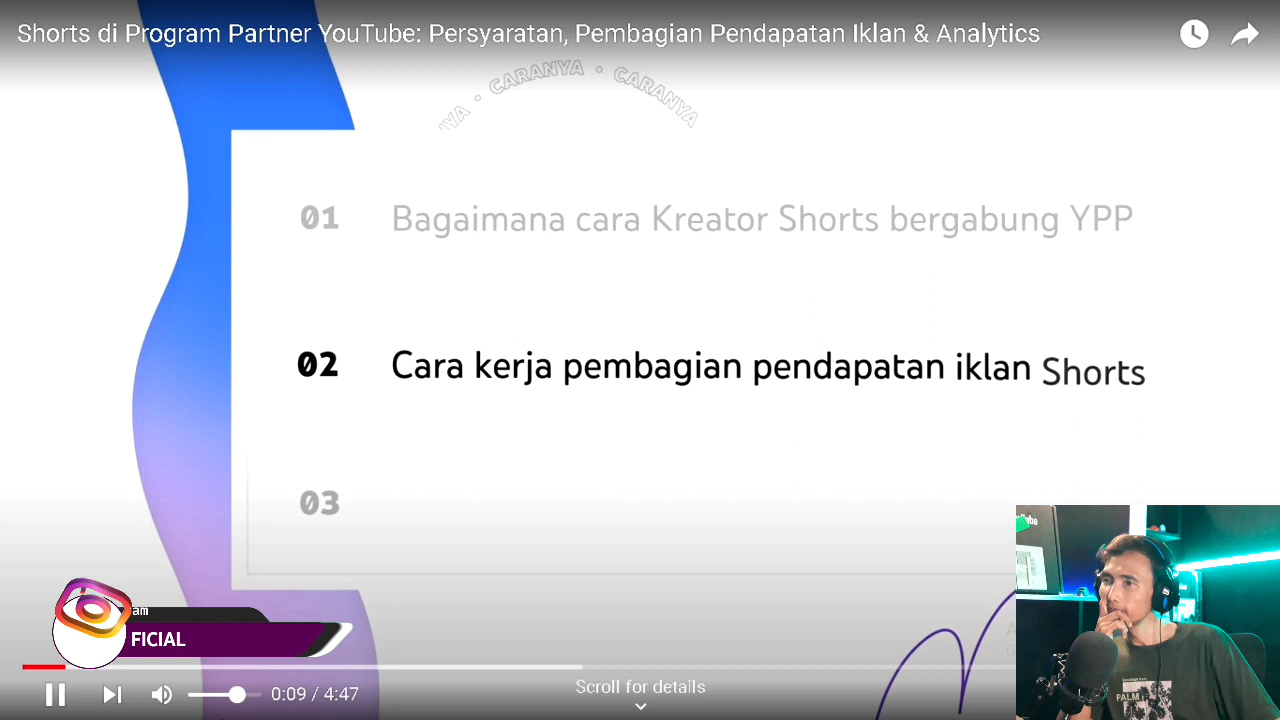 Shorts di Program Partner YouTube: Persyaratan, Pembagian Pendapatan Iklan & Analytics
CARANYA • CARANYA
01 Bagaimana cara Kreator Shorts bergabung YPP
02 Cara kerja pembagian pendapatan iklan Shorts
03
FICIAL
0:09 / 4:47
Scroll for details
PALM